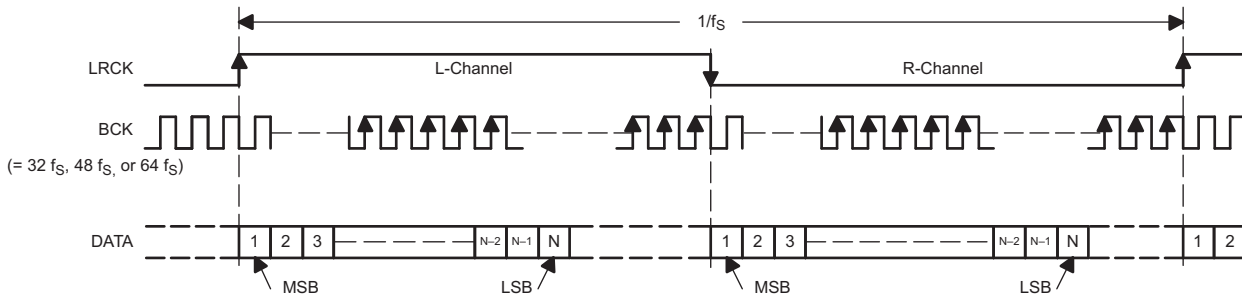 1/fS
LRCK
L-Channel
R-Channel
BCK
(= 32 fS, 48 fS, or 64 fS)
DATA
1 2 3 N–2 N–1 N 1 2 3 N–2 N–1 N 1 2
MSB LSB MSB LSB